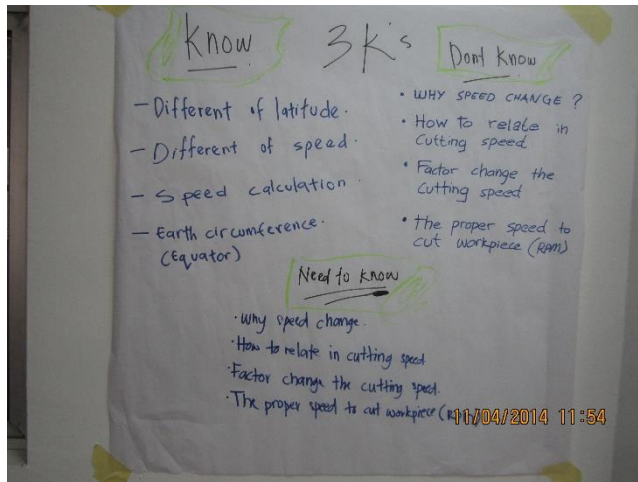 3K's
Know
- Different of latitude.
- Different of speed.
- Speed calculation.
- Earth circumference.
(Equator)
Dont Know
• WHY SPEED CHANGE ?
• How to relate in
cutting speed
• Factor change the
cutting speed
• The proper speed to
cut workpiece (RPM)
Need to know
• Why speed change.
• How to relate in cutting speed
• Factor change the cutting speed.
• The proper speed to cut workpiece (RPM)
11/04/2014 11:54